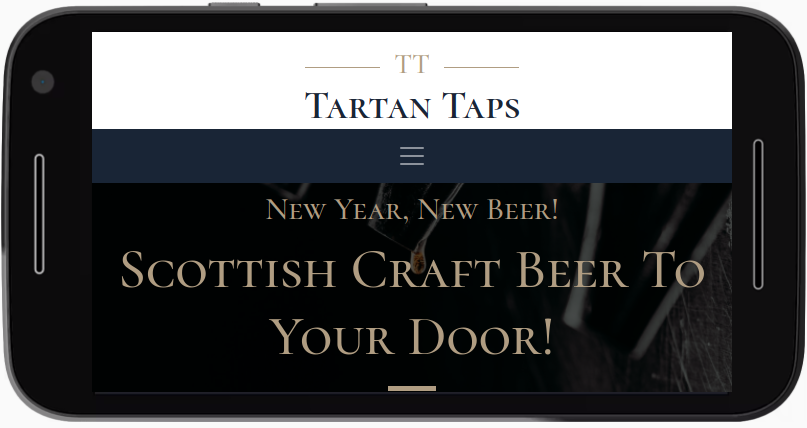 TT
Tartan Taps
New Year, New Beer!
Scottish Craft Beer To
Your Door!